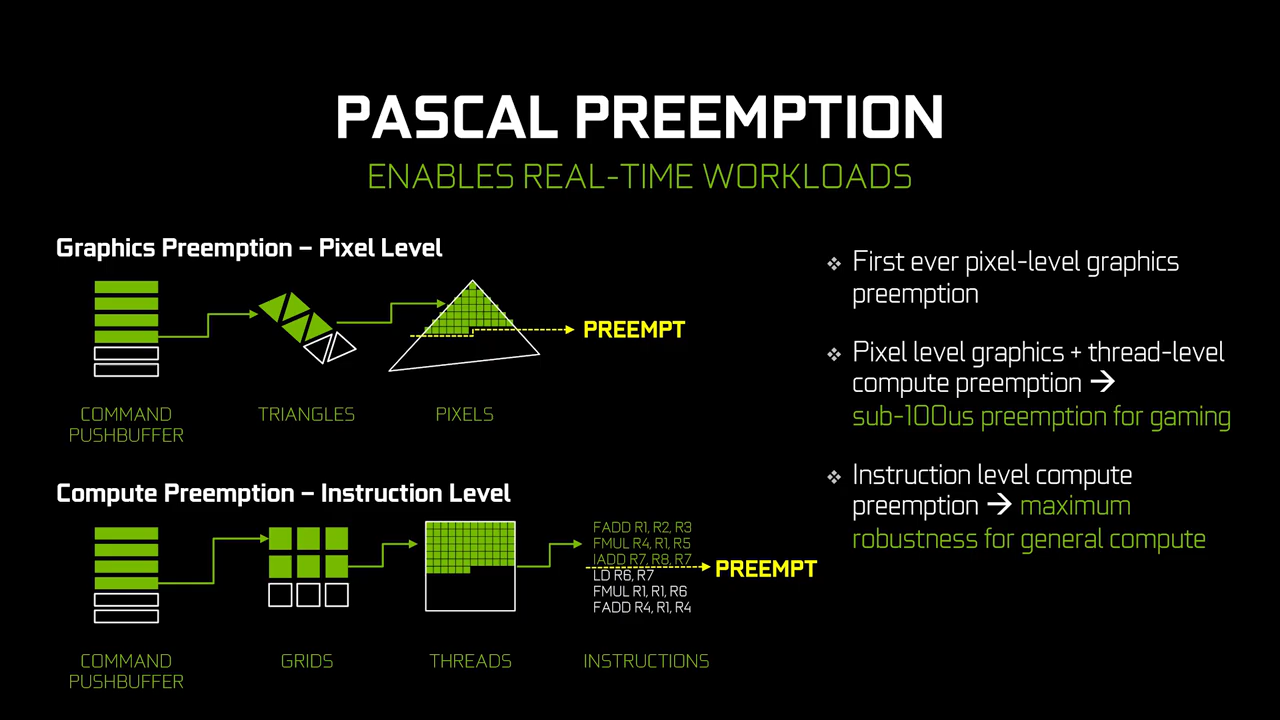 PASCAL PREEMPTION
ENABLES REAL-TIME WORKLOADS
Graphics Preemption – Pixel Level
PREEMPT
COMMAND
PUSHBUFFER
TRIANGLES
PIXELS
Compute Preemption – Instruction Level
FADD R1, R2, R3
FMUL R4, R1, R5
IADD R7, R8, R7
LD R6, R7
FMUL R1, R1, R6
FADD R4, R1, R4
PREEMPT
COMMAND
PUSHBUFFER
GRIDS
THREADS
INSTRUCTIONS
❖ First ever pixel-level graphics
preemption
❖ Pixel level graphics + thread-level
compute preemption →
sub-100us preemption for gaming
❖ Instruction level compute
preemption → maximum
robustness for general compute